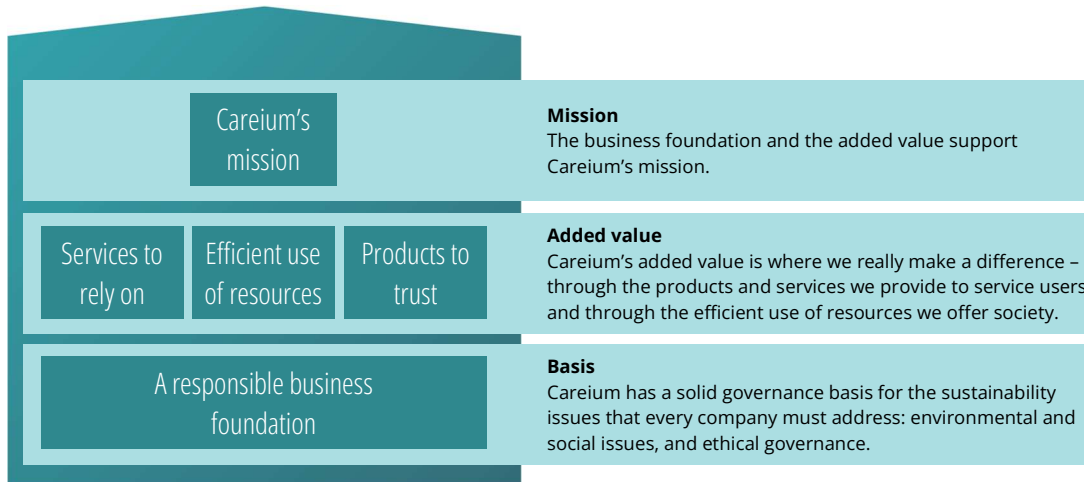 Careium's
mission
Mission
The business foundation and the added value support
Careium's mission.
Services to
rely on
Efficient use
of resources
Products to
trust
Added value
Careium's added value is where we really make a difference –
through the products and services we provide to service users
and through the efficient use of resources we offer society.
A responsible business
foundation
Basis
Careium has a solid governance basis for the sustainability
issues that every company must address: environmental and
social issues, and ethical governance.